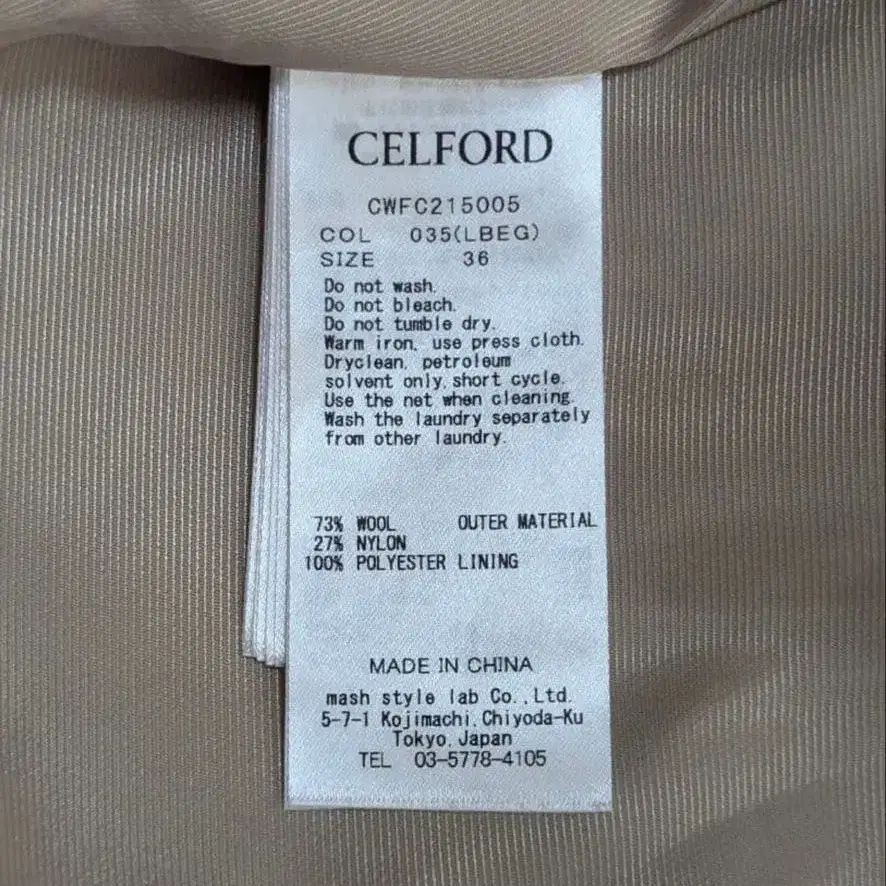 CELFORD
CWFC215005
COL 035(LBEG)
SIZE 36
Do not wash.
Do not bleach.
Do not tumble dry.
Warm iron, use press cloth.
Dryclean, petroleum
solvent only, short cycle.
Use the net when cleaning.
Wash the laundry separately
from other laundry.
73% WOOL OUTER MATERIAL
27% NYLON
100% POLYESTER LINING
MADE IN CHINA
mash style lab Co.,Ltd.
5-7-1 Kojimachi,Chiyoda-Ku
Tokyo,Japan
TEL 03-5778-4105